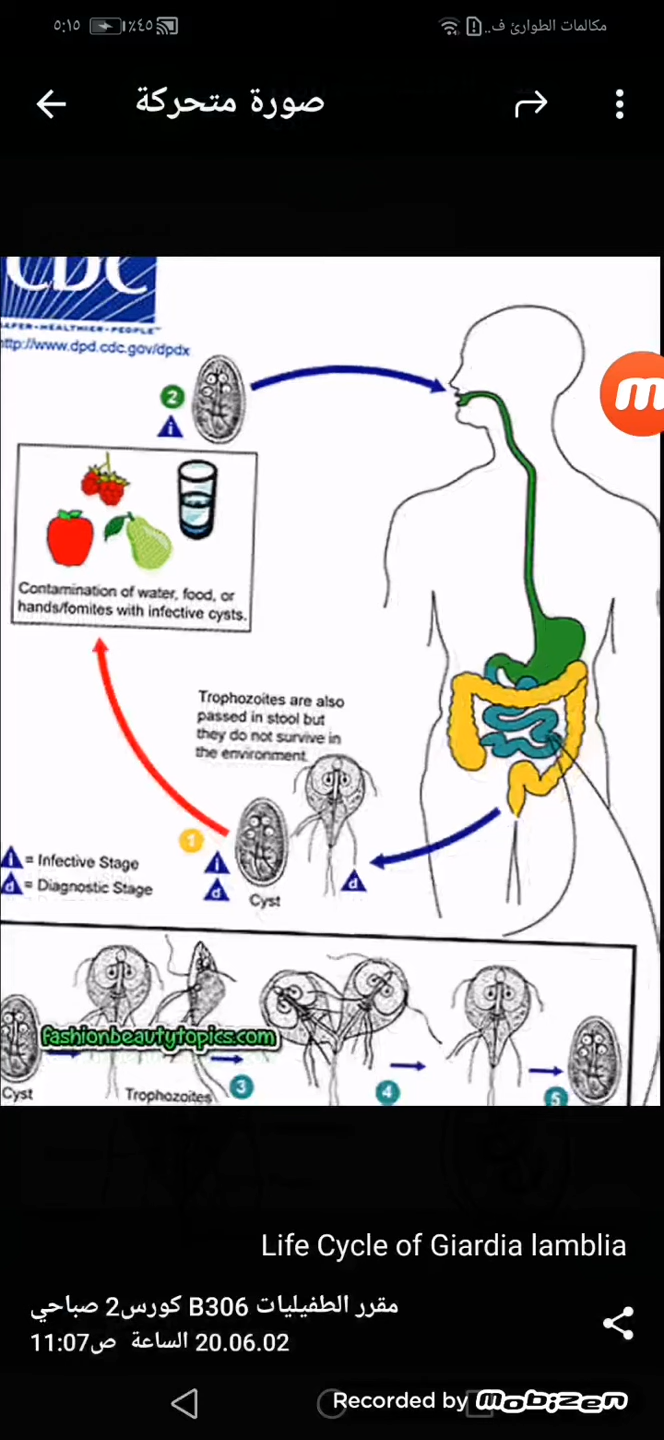 ٥:١٥
٪٤٥
مكالمات الطوارئ ف..
صورة متحركة
CDC
SAFER•HEALTHIER•PEOPLE™
http://www.dpd.cdc.gov/dpdx
2
i
Contamination of water, food, or
hands/fomites with infective cysts.
Trophozoites are also
passed in stool but
they do not survive in
the environment.
1
i
d
d
Cyst
i = Infective Stage
d = Diagnostic Stage
fashionbeautytopics.com
Cyst
Trophozoites
3
4
5
m
Life Cycle of Giardia lamblia
مقرر الطفيليات B306 كورس2 صباحي
20.06.02 الساعة 11:07ص
Recorded by mobizen